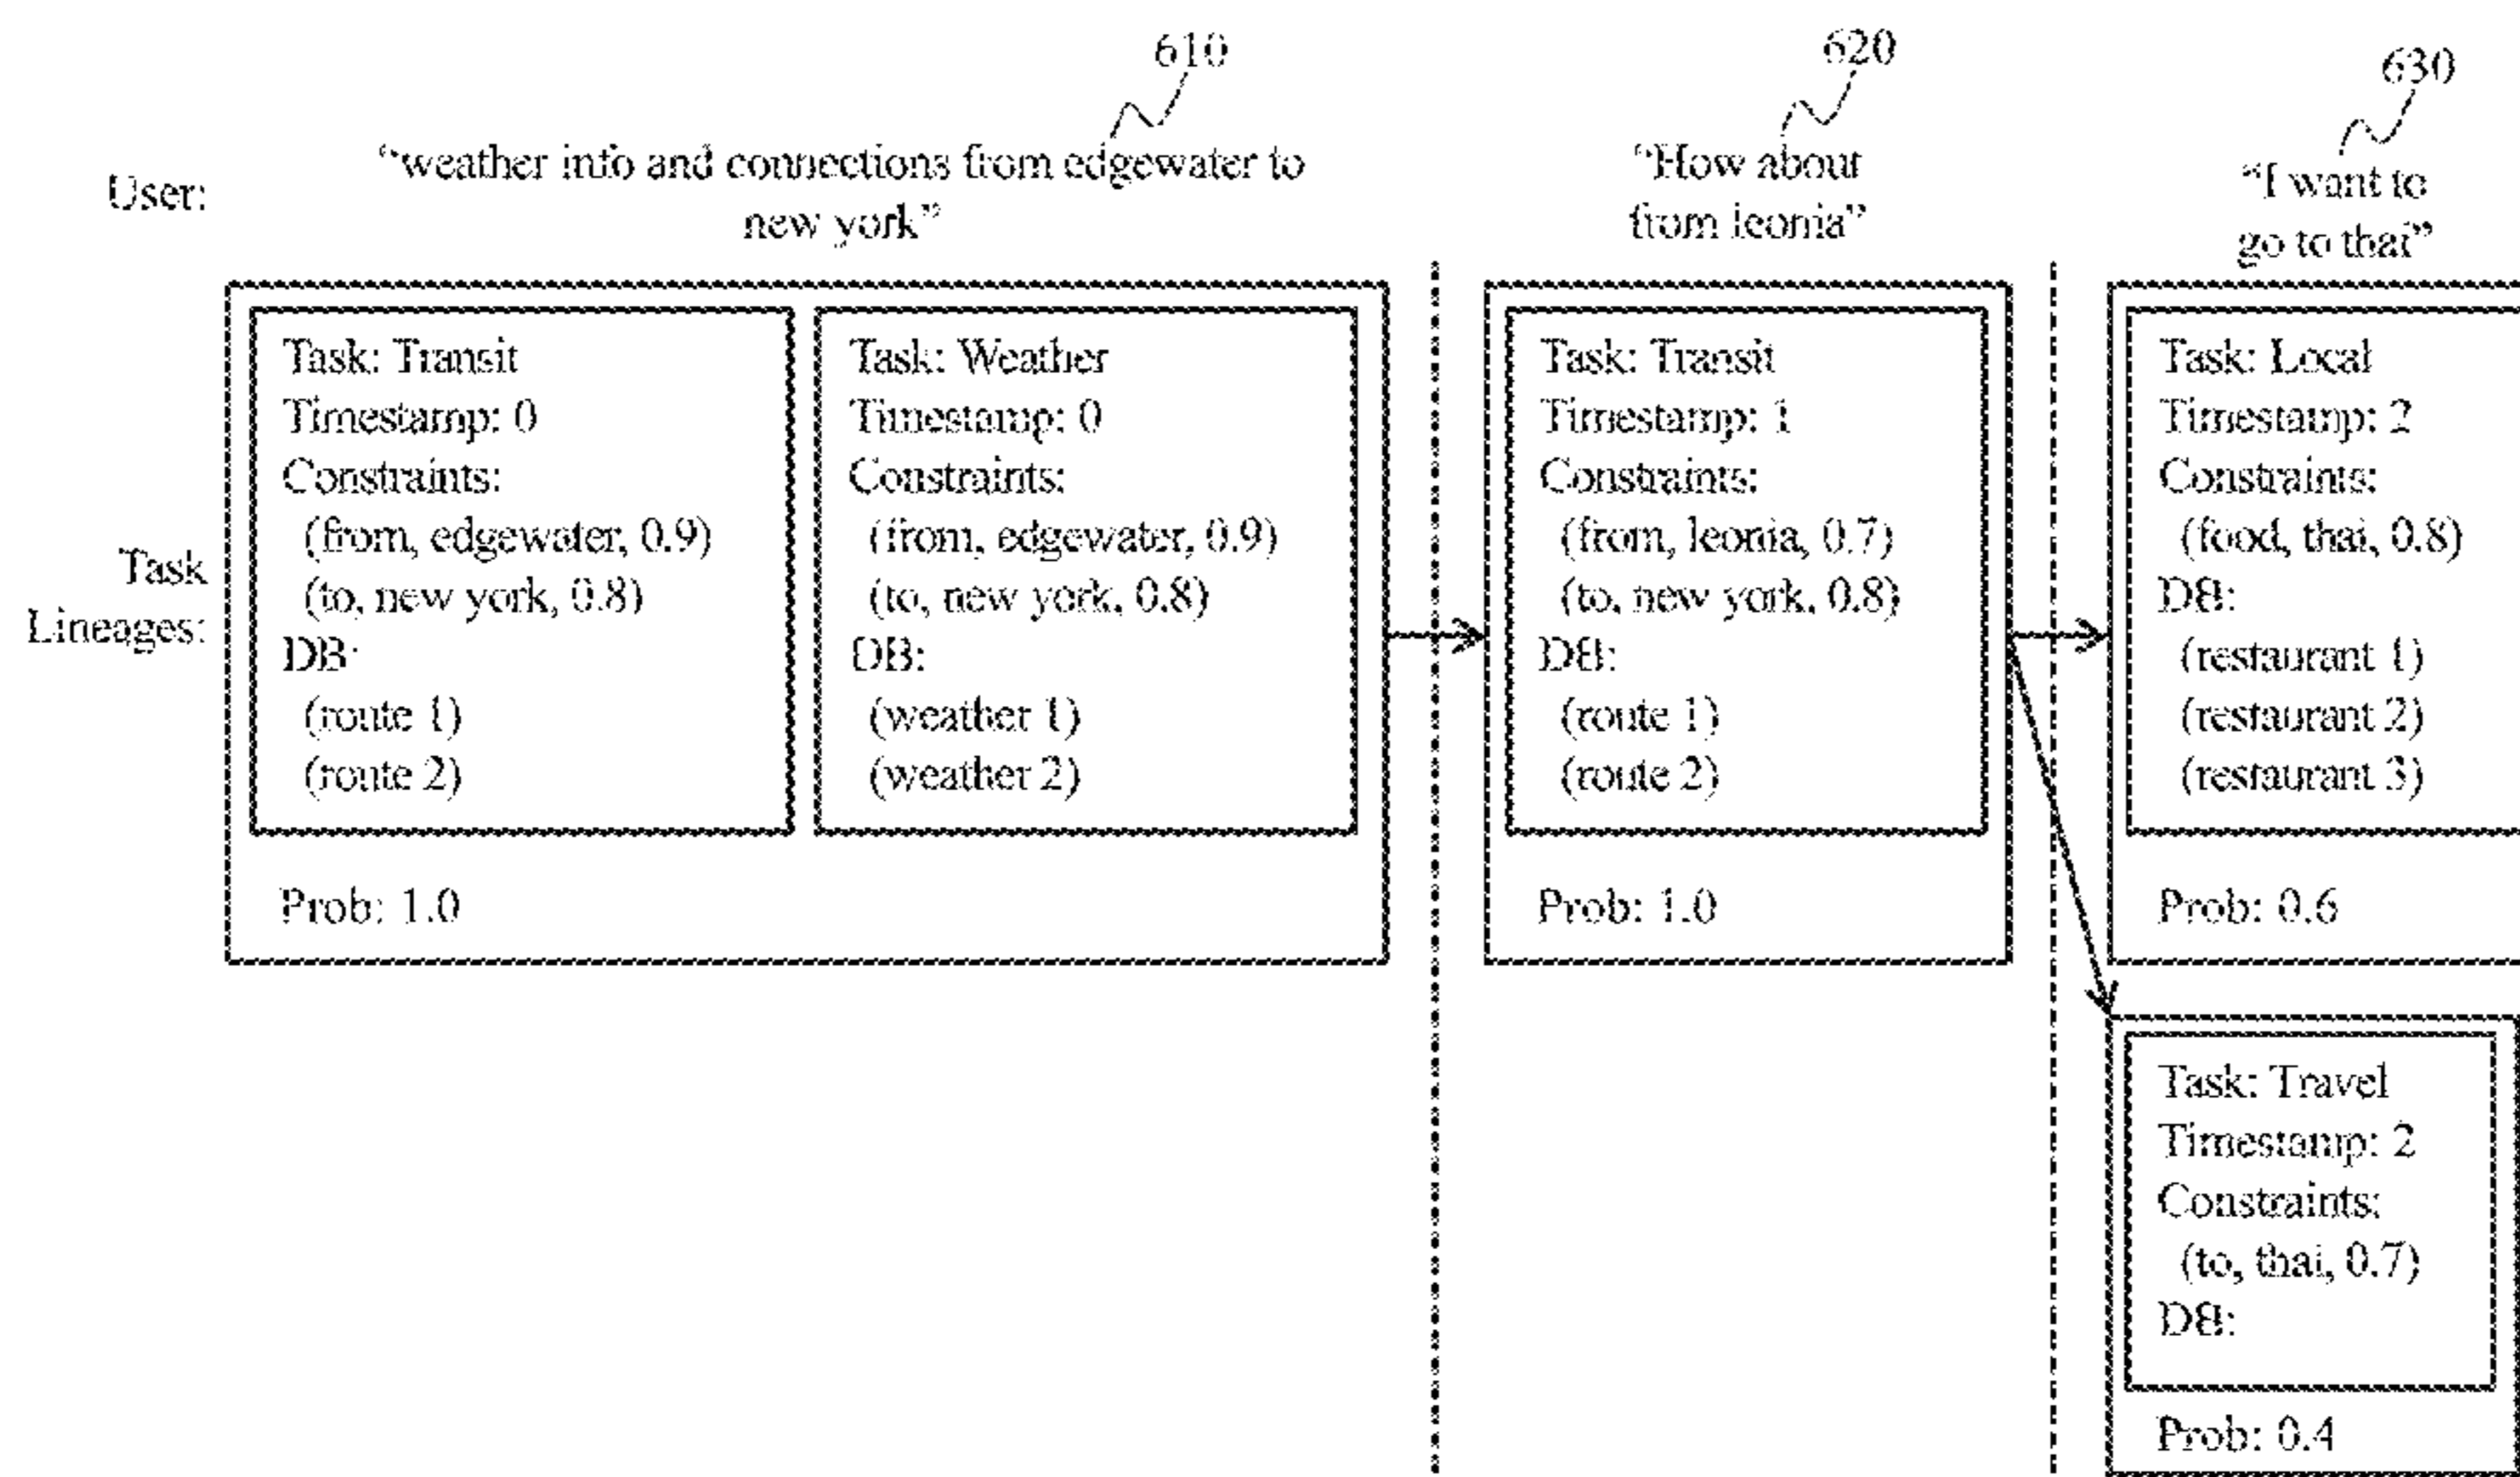 610
620
630
User:
“weather info and connections from edgewater to
new york”
“How about
from leonia”
“I want to
go to thai”
Task
Lineages:
Task: Transit
Timestamp: 0
Constraints:
(from, edgewater, 0.9)
(to, new york, 0.8)
DB:
(route 1)
(route 2)
Task: Weather
Timestamp: 0
Constraints:
(from, edgewater, 0.9)
(to, new york, 0.8)
DB:
(weather 1)
(weather 2)
Prob: 1.0
Task: Transit
Timestamp: 1
Constraints:
(from, leonia, 0.7)
(to, new york, 0.8)
DB:
(route 1)
(route 2)
Prob: 1.0
Task: Local
Timestamp: 2
Constraints:
(food, thai, 0.8)
DB:
(restaurant 1)
(restaurant 2)
(restaurant 3)
Prob: 0.6
Task: Travel
Timestamp: 2
Constraints:
(to, thai, 0.7)
DB:
Prob: 0.4